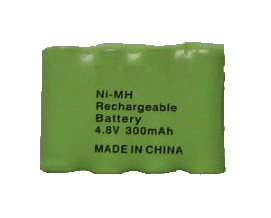 Ni-MH
Rechargeable
Battery
4.8V 300mAh
MADE IN CHINA